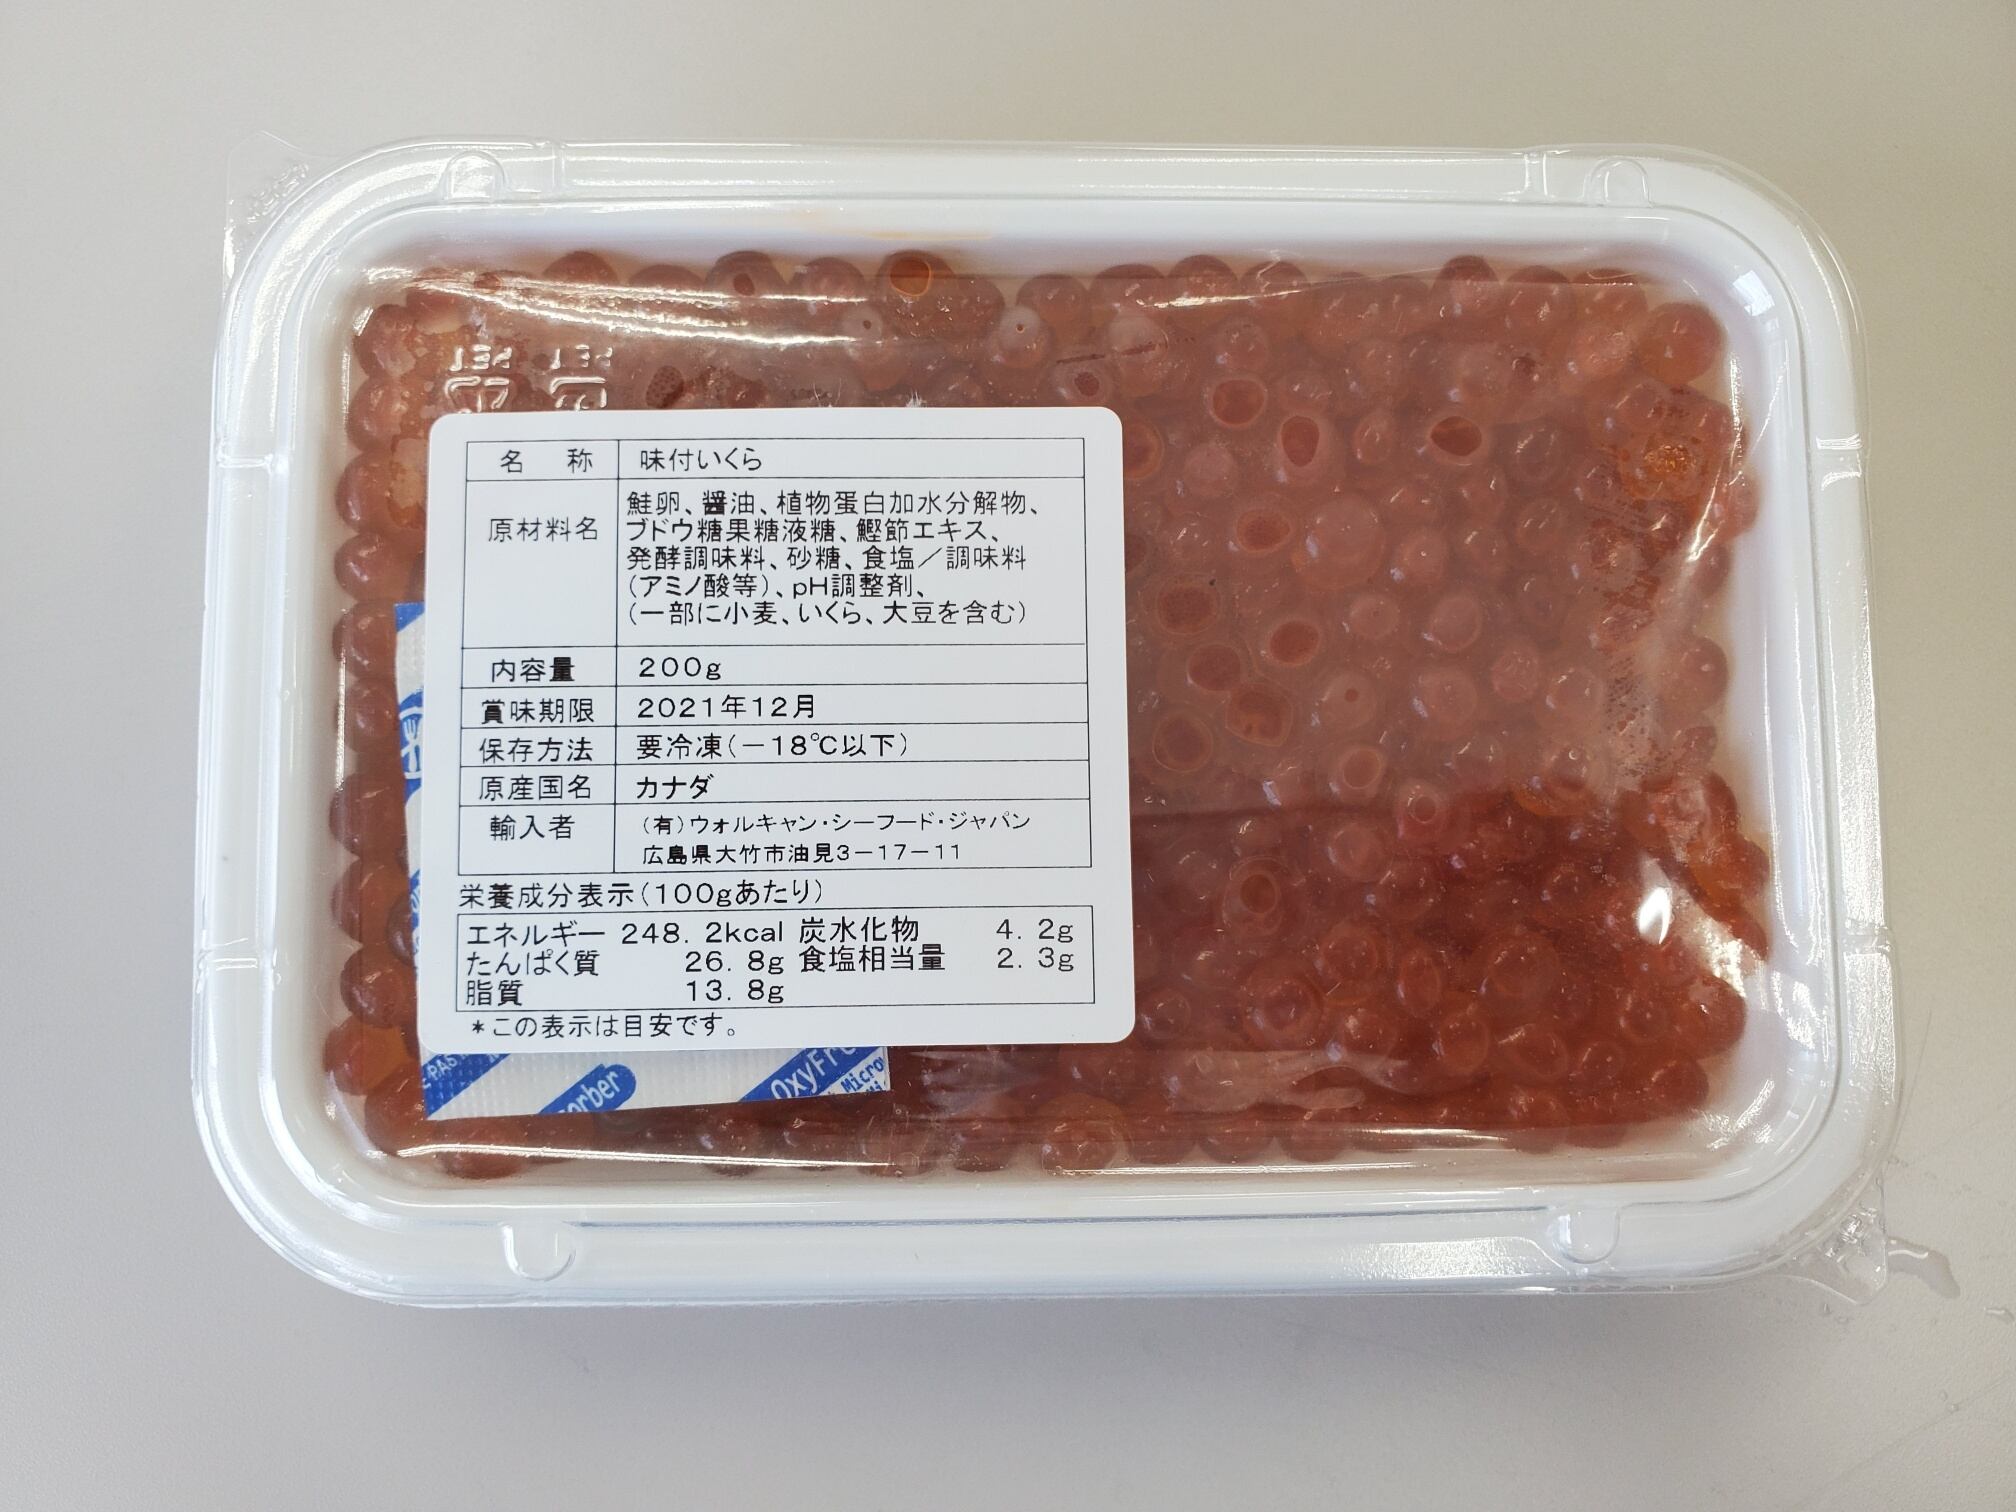 名 称 味付いくら
原材料名 鮭卵、醤油、植物蛋白加水分解物、
ブドウ糖果糖液糖、鰹節エキス、
発酵調味料、砂糖、食塩／調味料
(アミノ酸等)、pH調整剤、
(一部に小麦、いくら、大豆を含む)
内容量 200g
賞味期限 2021年12月
保存方法 要冷凍(－18℃以下)
原産国名 カナダ
輸入者 (有)ウォルキャン・シーフード・ジャパン
広島県大竹市油見3－17－11
栄養成分表示(100gあたり)
エネルギー 248. 2kcal 炭水化物 4. 2g
たんぱく質 26. 8g 食塩相当量 2. 3g
脂質 13. 8g
＊この表示は目安です。